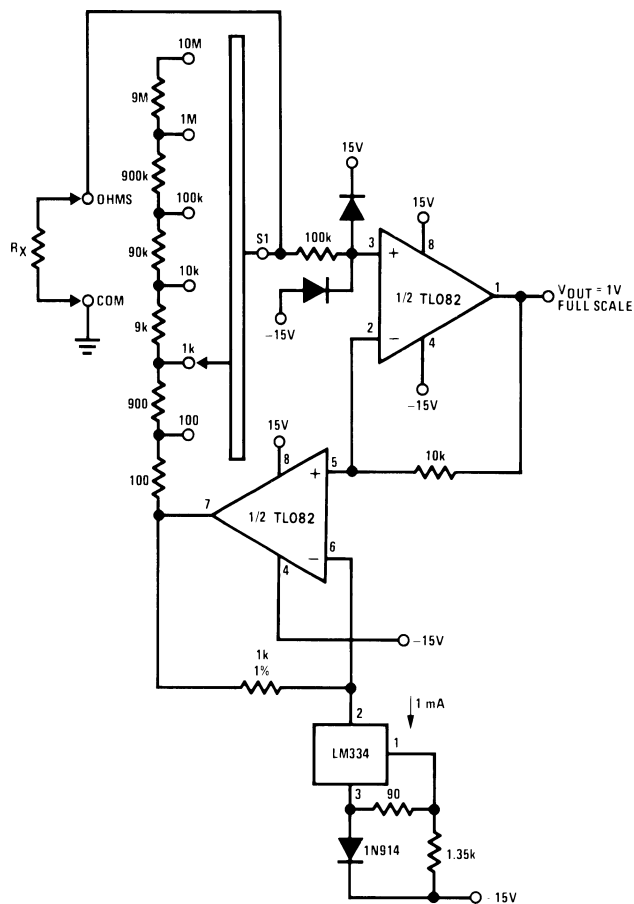 10M
9M
1M
900k
100k
90k
10k
9k
1k
900
100
100
OHMS
RX
COM
S1
100k
15V
-15V
3
+
15V
8
1/2 TL082
1
2
-
4
-15V
VOUT = 1V
FULL SCALE
10k
15V
8
5
+
7
1/2 TL082
6
-
4
-15V
1k
1%
2
1 mA
LM334
1
3
90
1N914
1.35k
-15V